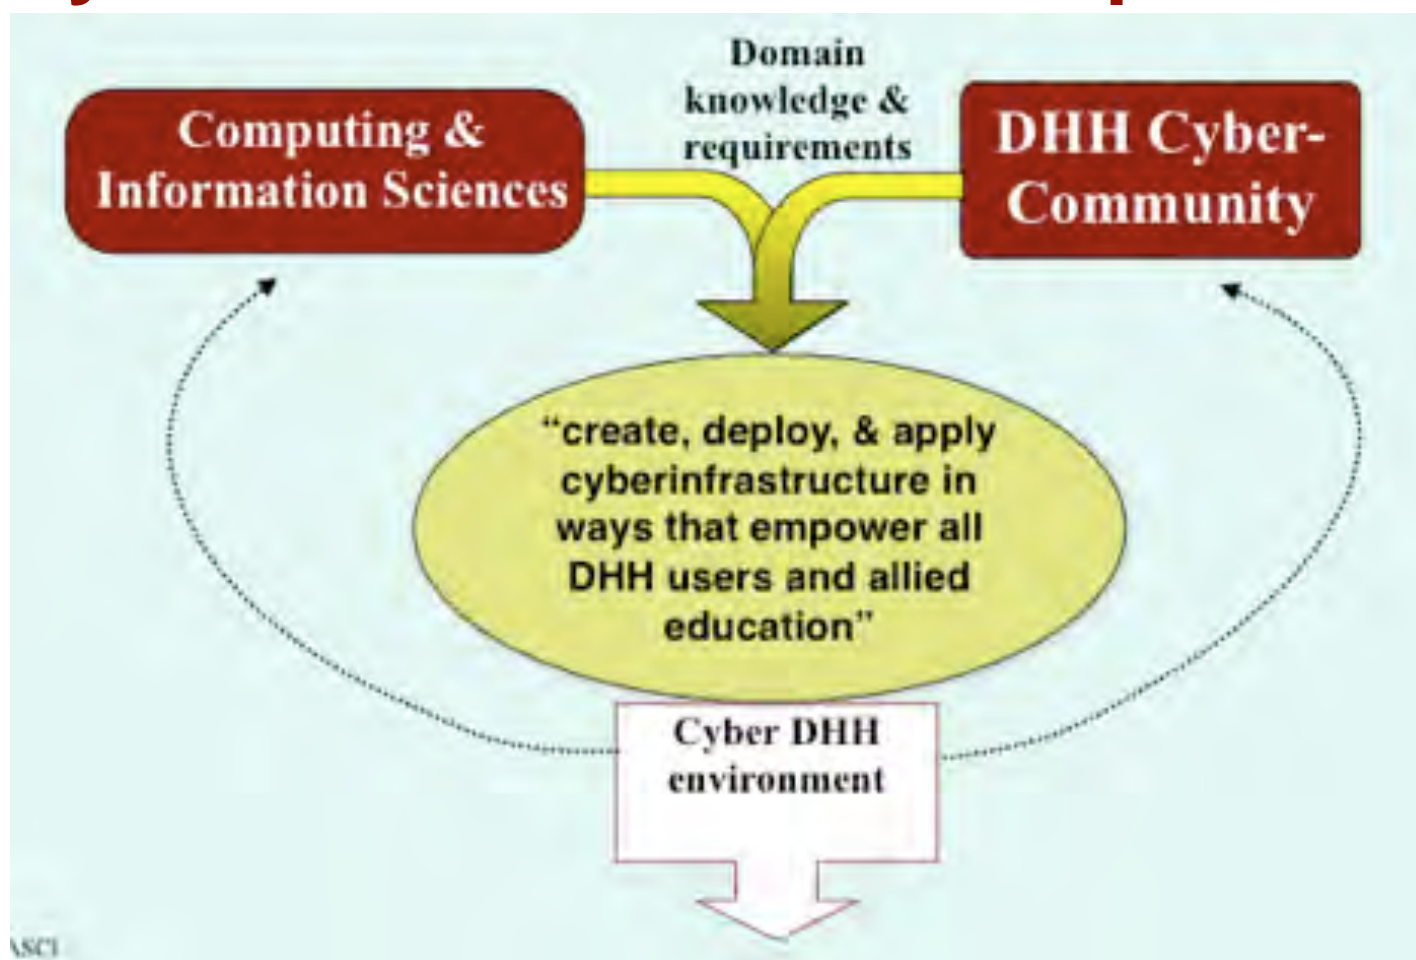 Domain
knowledge &
requirements
Computing &
Information Sciences
DHH Cyber-
Community
“create, deploy, & apply
cyberinfrastructure in
ways that empower all
DHH users and allied
education”
Cyber DHH
environment